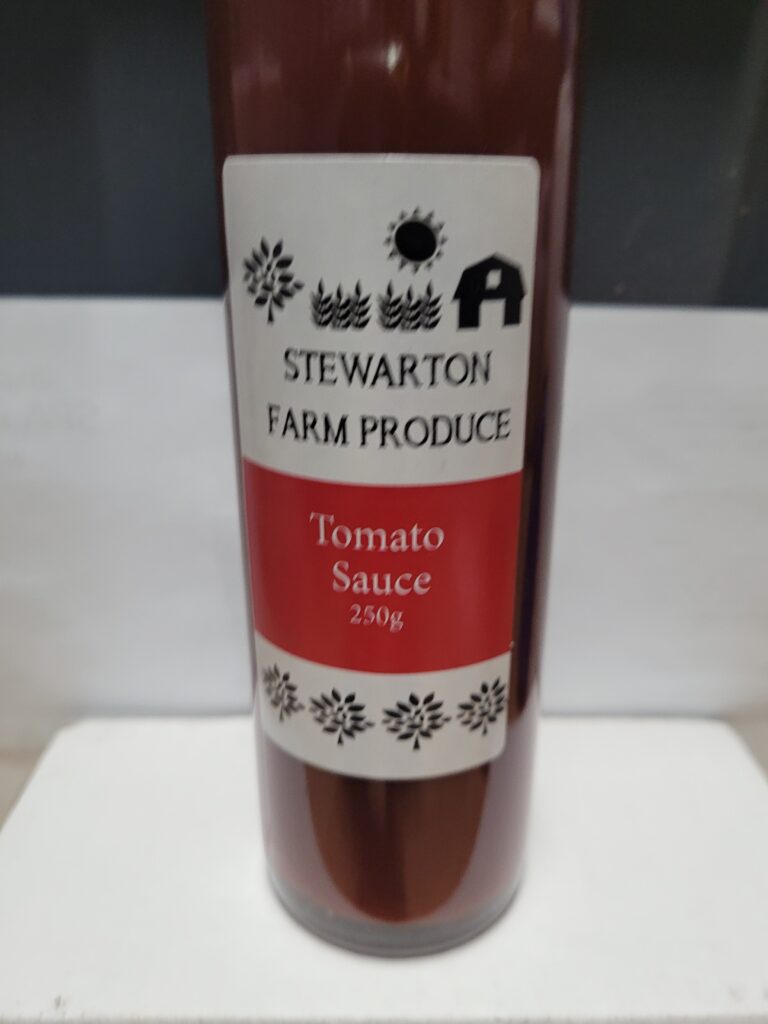 STEWARTON
FARM PRODUCE
Tomato
Sauce
250g